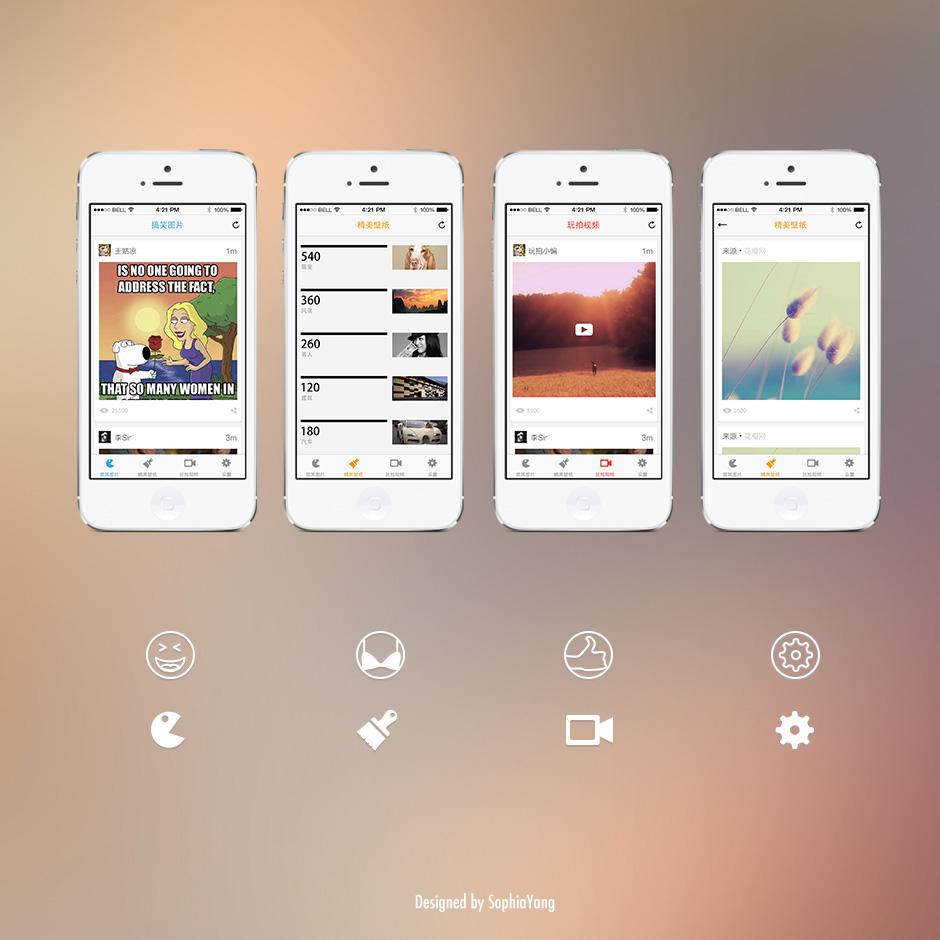 ●●●○○ BELL 4:21 PM 100%
搞笑图片
王姑凉 1m
IS NO ONE GOING TO
ADDRESS THE FACT,
THAT SO MANY WOMEN IN
25500
李Sir 3m
搞笑图片 精美壁纸 玩拍视频 设置
●●●○○ BELL 4:21 PM 100%
精美壁纸
540
萌宠
360
风景
260
名人
120
建筑
180
汽车
搞笑图片 精美壁纸 玩拍视频 设置
●●●○○ BELL 4:21 PM 100%
玩拍视频
玩拍小编 1m
8500
李Sir 3m
搞笑图片 精美壁纸 玩拍视频 设置
●●●○○ BELL 4:21 PM 100%
精美壁纸
来源 • 花瓣网
3600
来源 • 花瓣网
搞笑图片 精美壁纸 玩拍视频 设置
Designed by SophiaYang